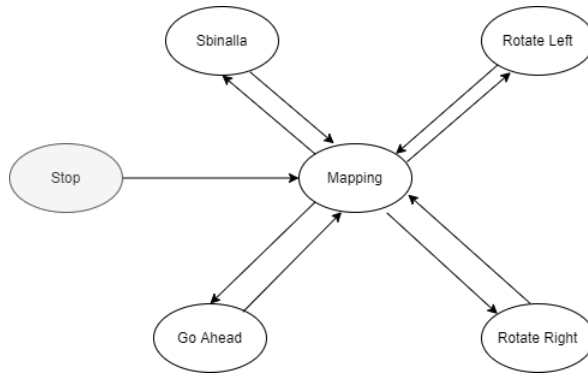 Sbinalla
Rotate Left
Stop
Mapping
Go Ahead
Rotate Right